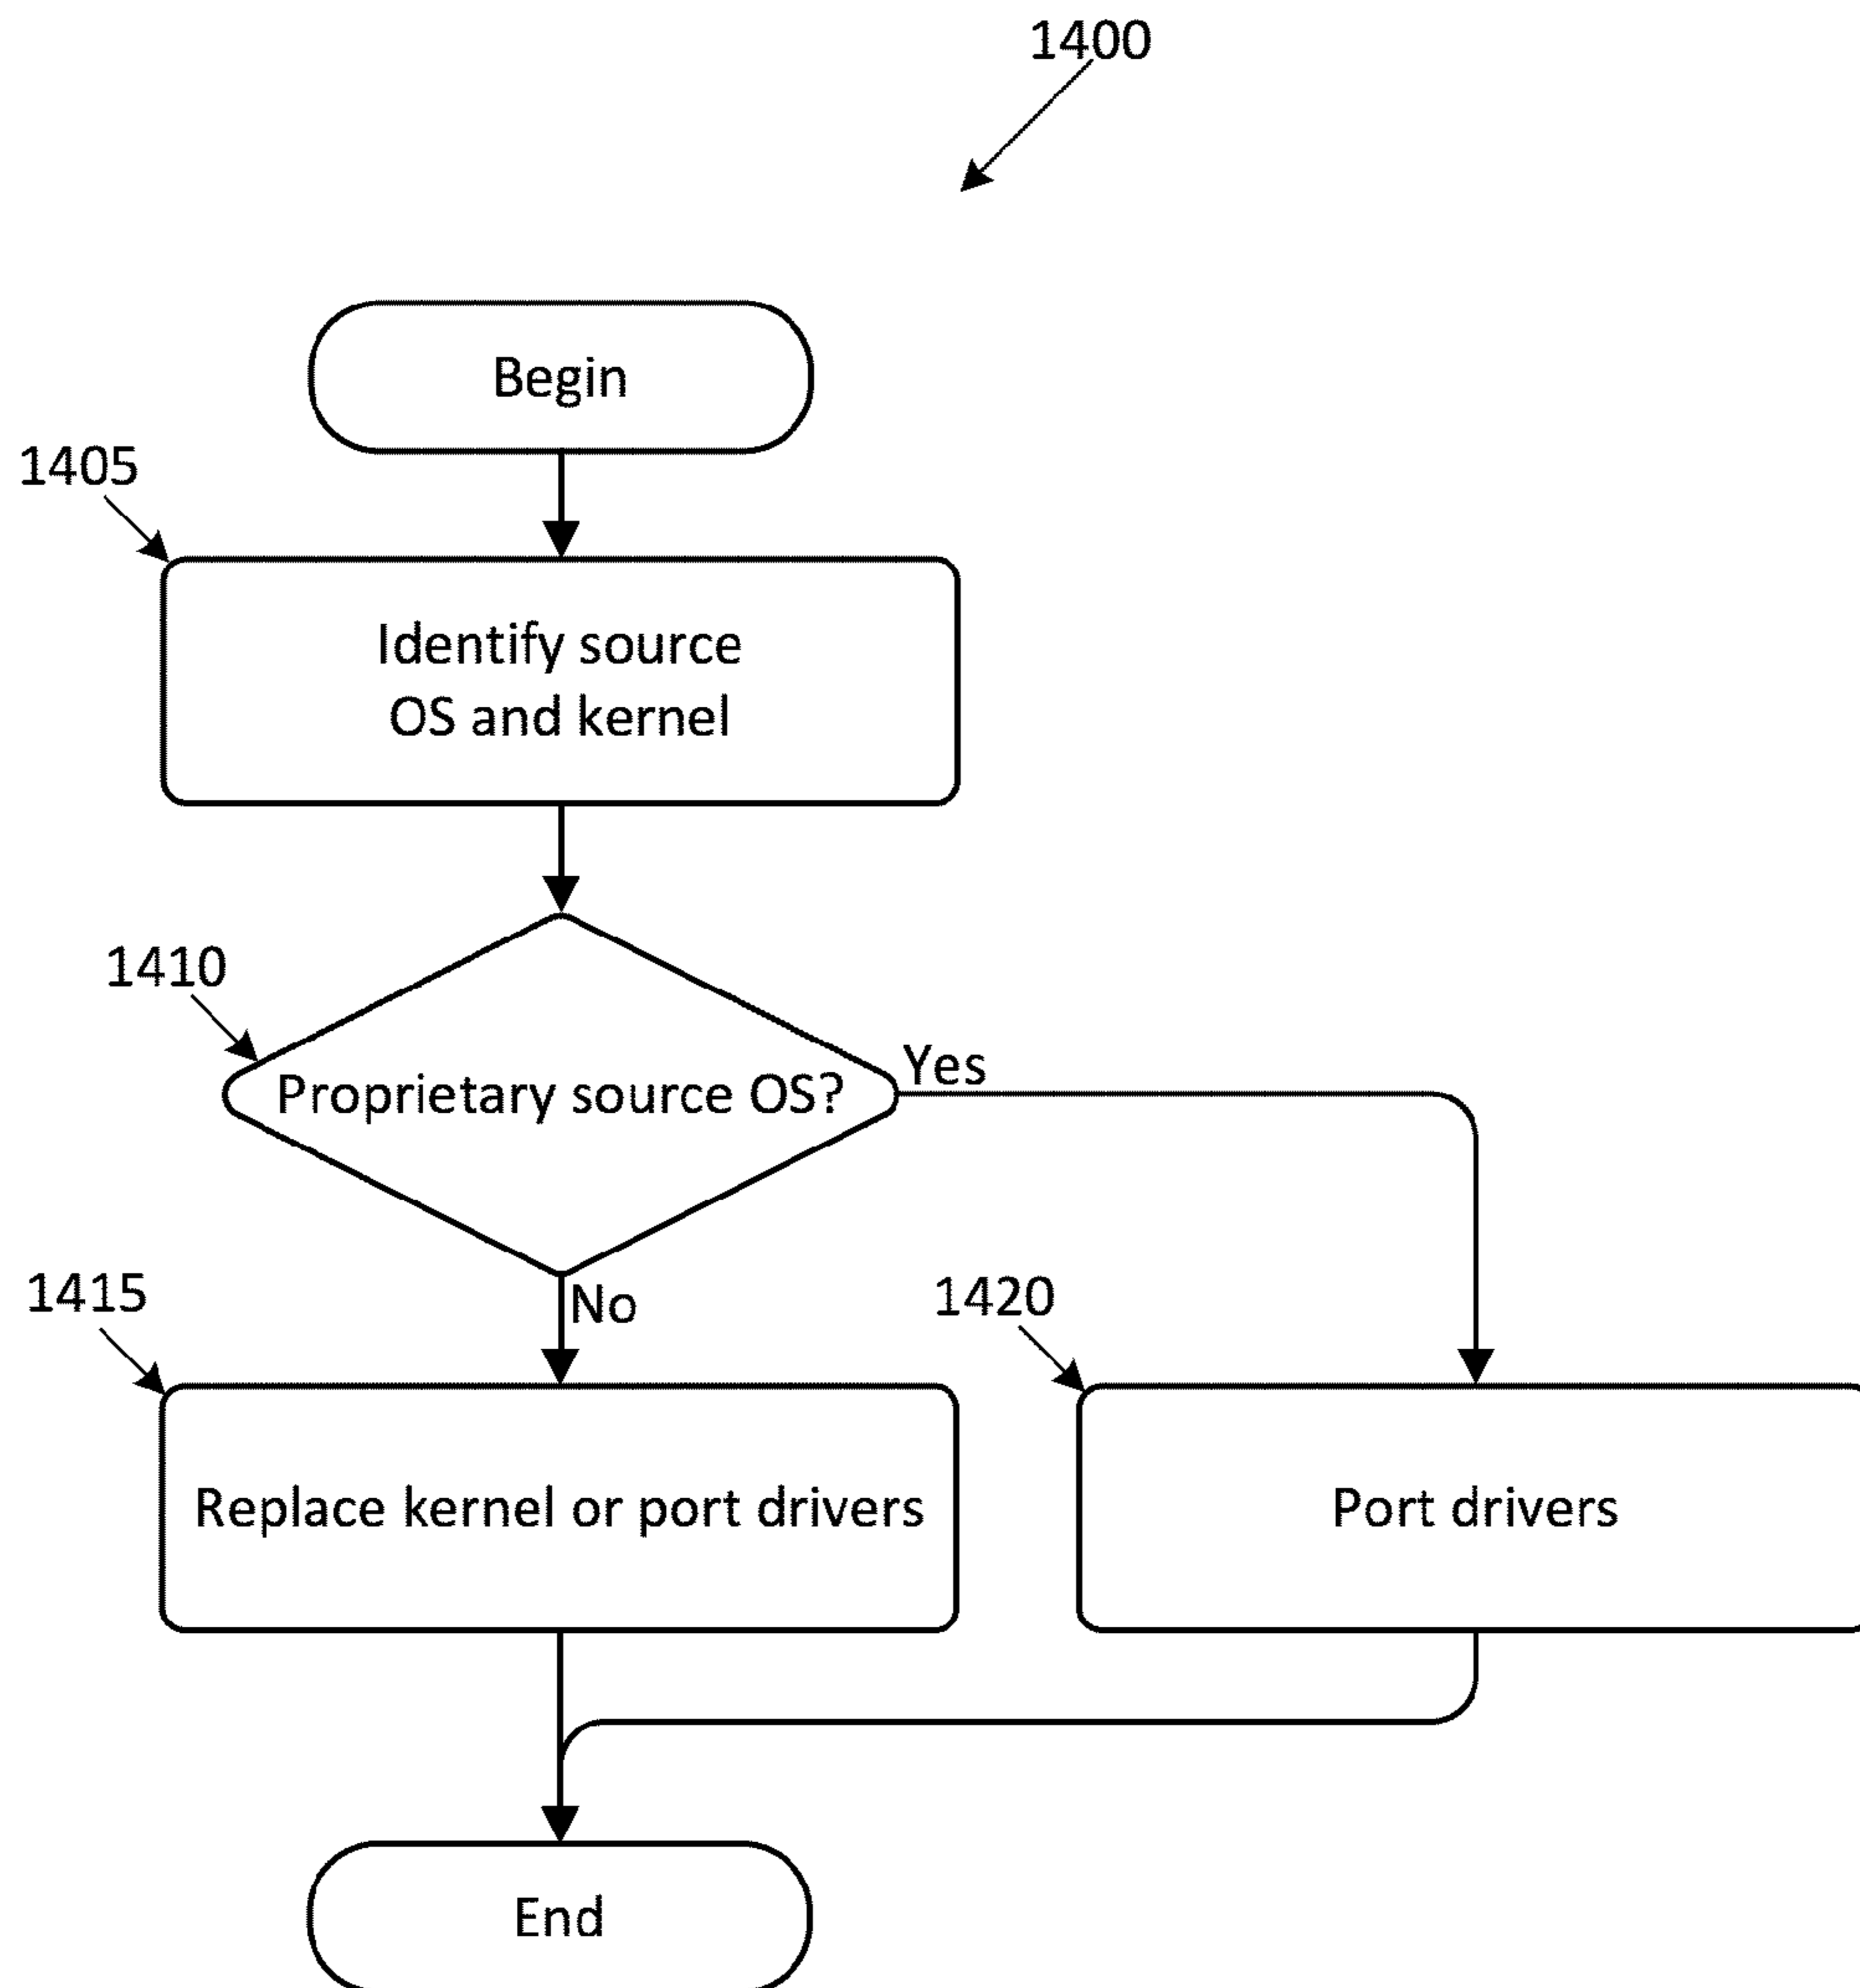 1400
Begin
1405
Identify source
OS and kernel
1410
Proprietary source OS?
Yes
No
1415
Replace kernel or port drivers
1420
Port drivers
End